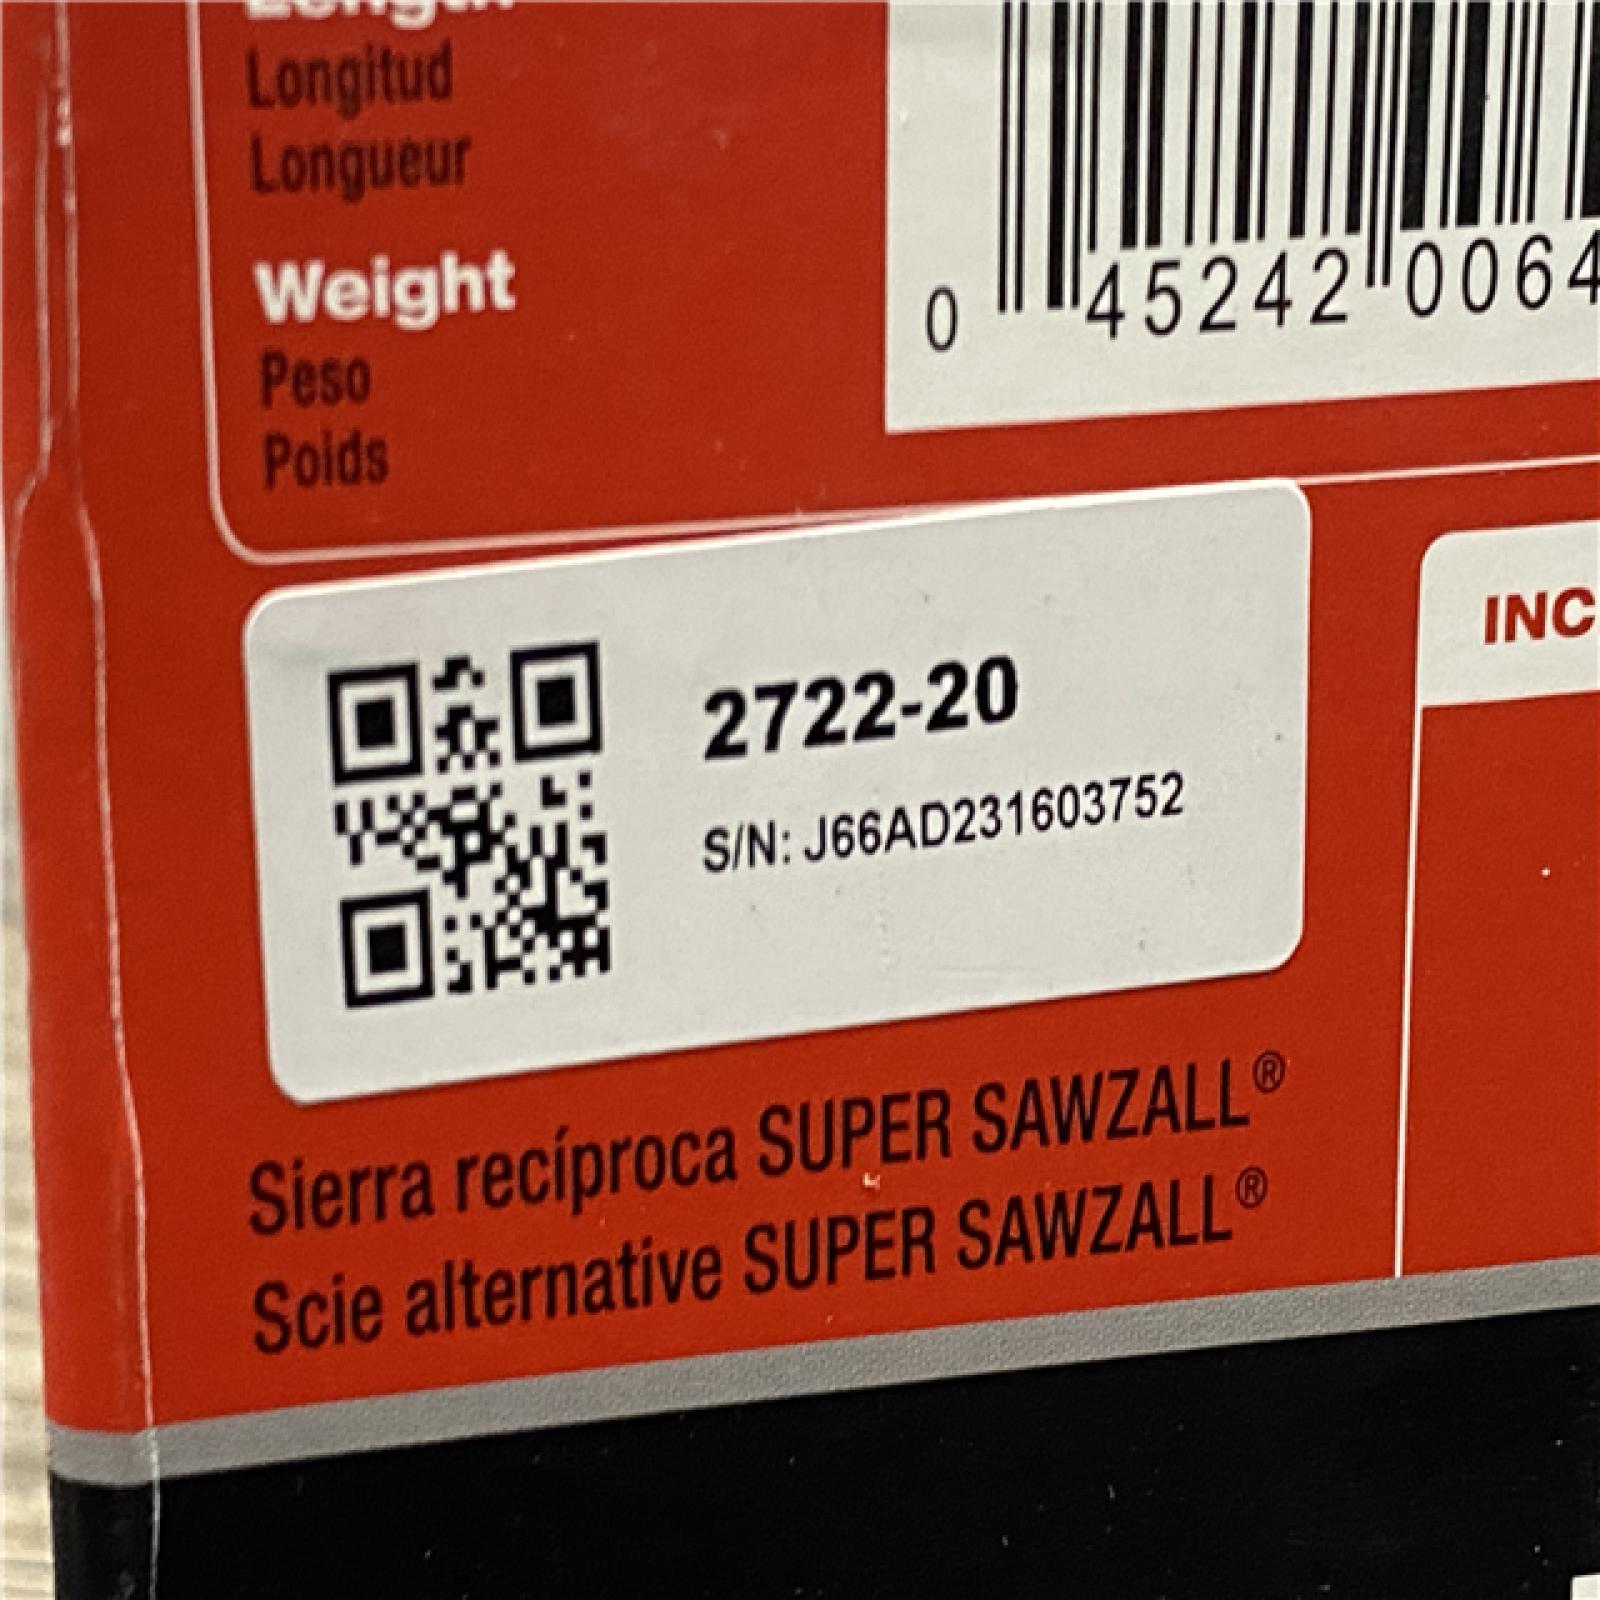 Length
Longitud
Longueur
Weight
Peso
Poids
0 45242 0064
INC
2722-20
S/N: J66AD231603752
Sierra recíproca SUPER SAWZALL®
Scie alternative SUPER SAWZALL®